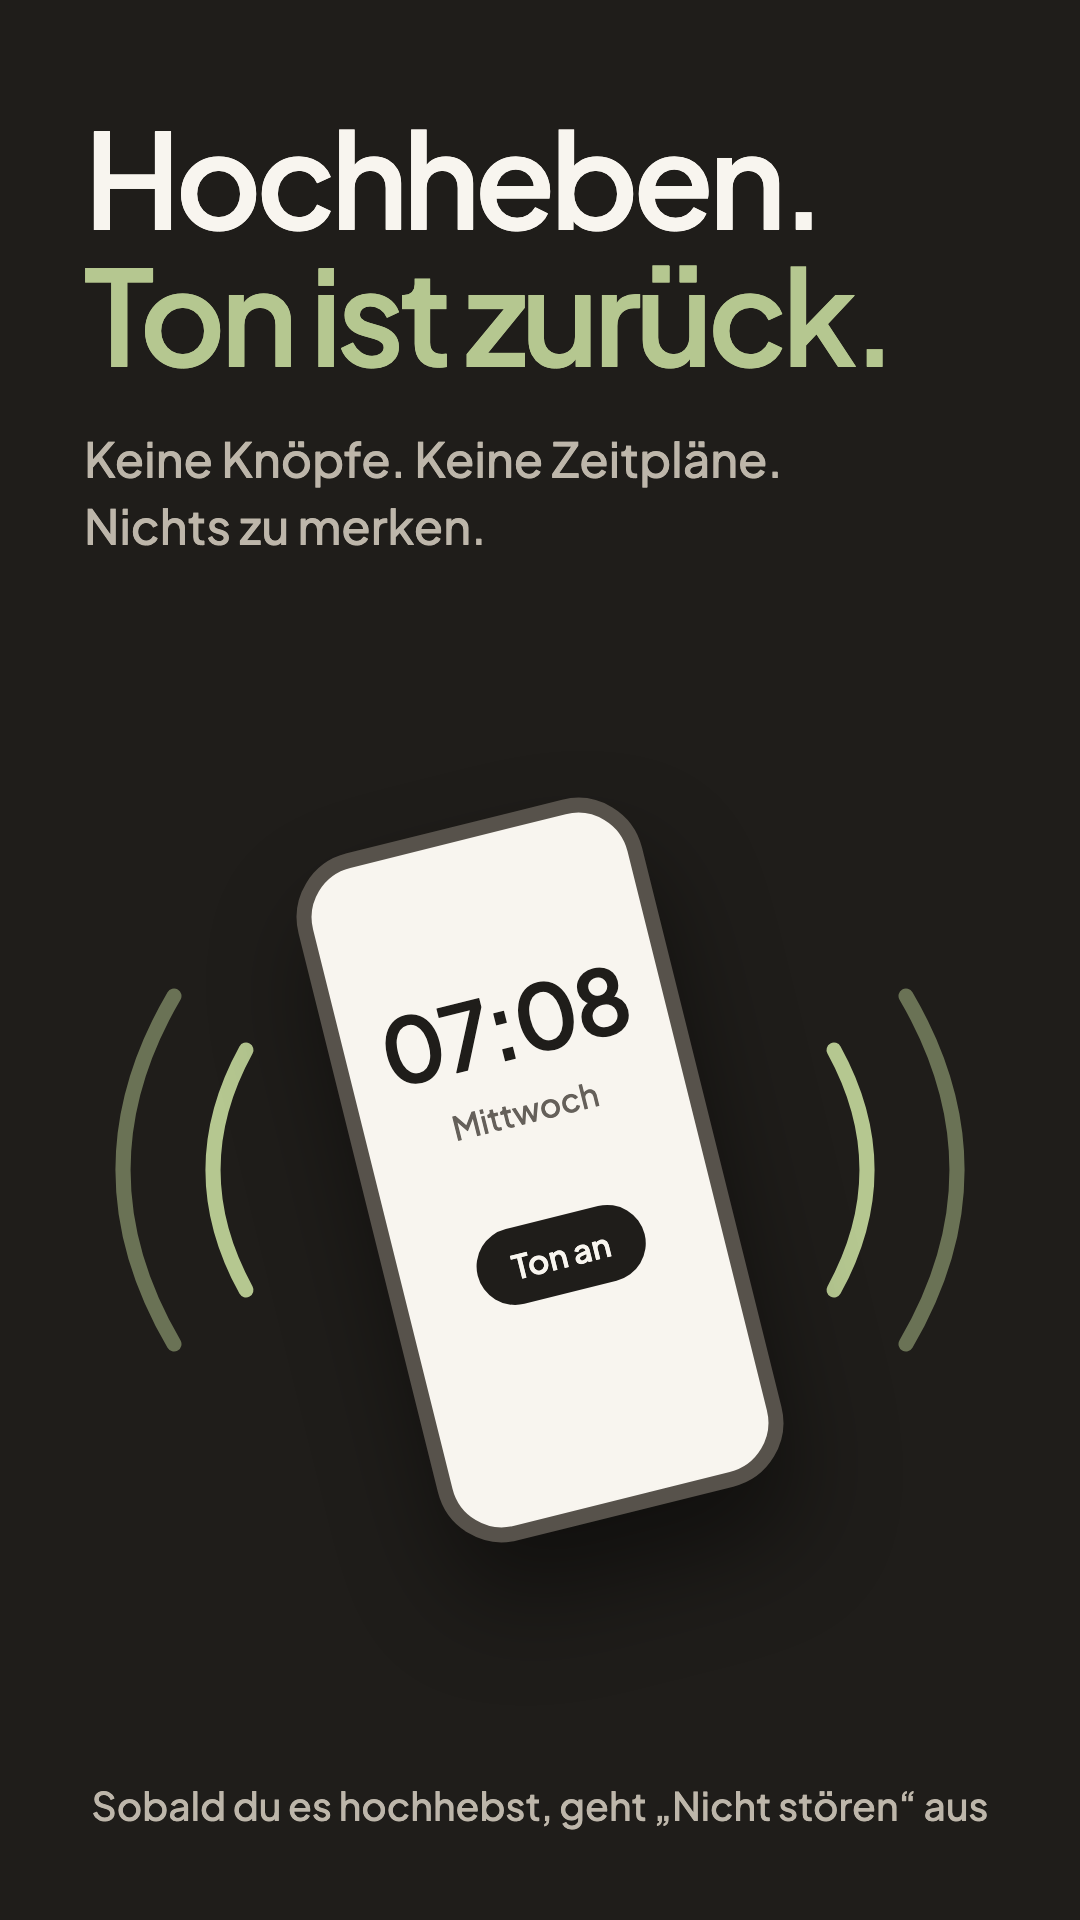 Hochheben.
Ton ist zurück.
Keine Knöpfe. Keine Zeitpläne.
Nichts zu merken.
07:08
Mittwoch
Ton an
Sobald du es hochhebst, geht „Nicht stören“ aus